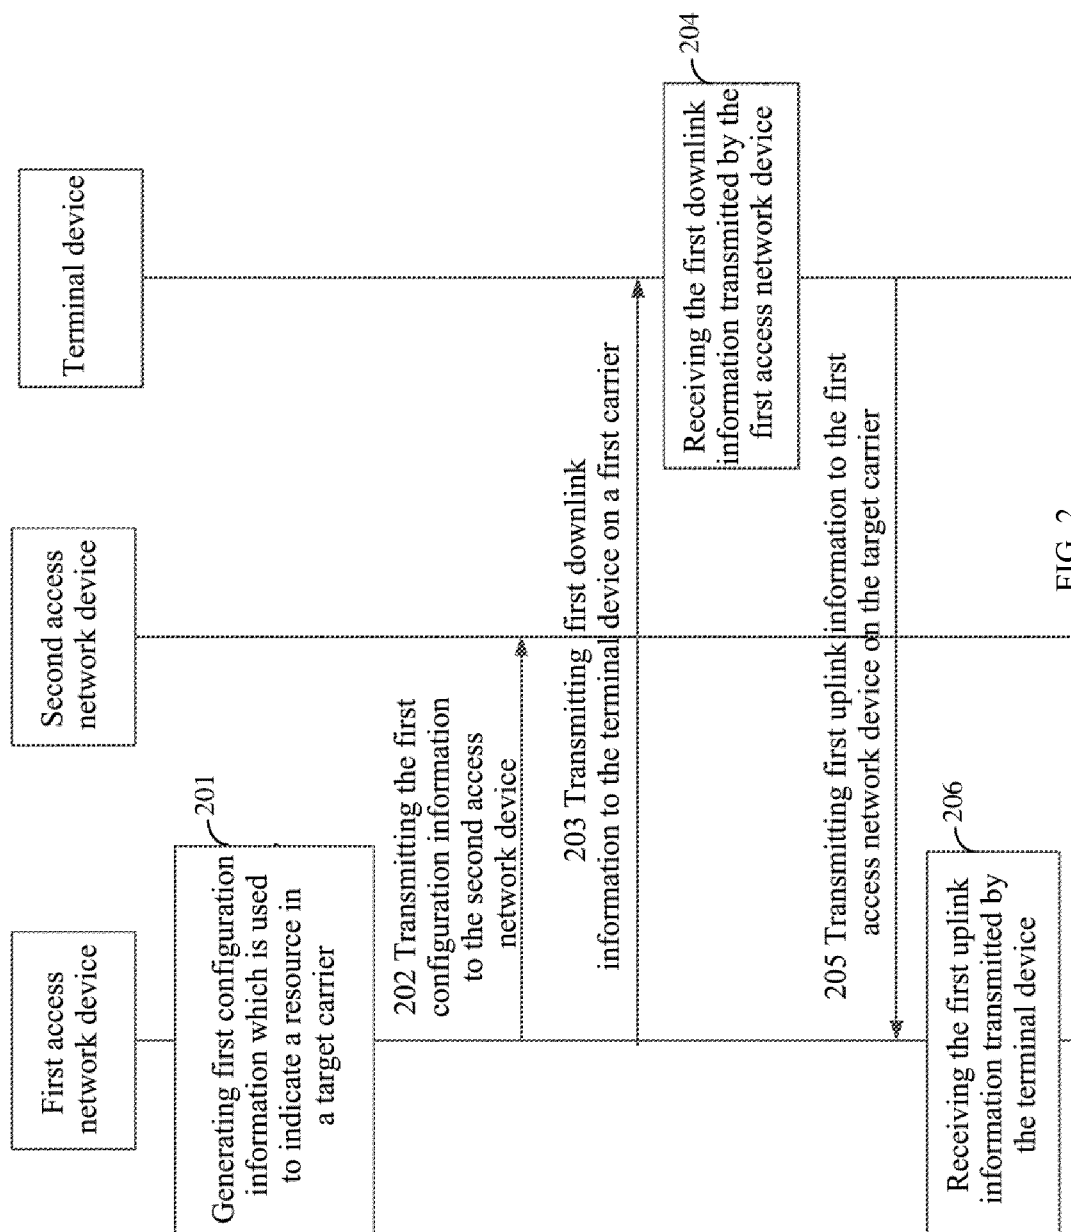 First access
network device
Second access
network device
Terminal device
Generating first configuration
information which is used
to indicate a resource in
a target carrier
201
202 Transmitting the first
configuration information
to the second access
network device
203 Transmitting first downlink
information to the terminal device on a first carrier
Receiving the first downlink
information transmitted by the
first access network device
204
205 Transmitting first uplink information to the first
access network device on the target carrier
Receiving the first uplink
information transmitted by
the terminal device
206
FIG. 2